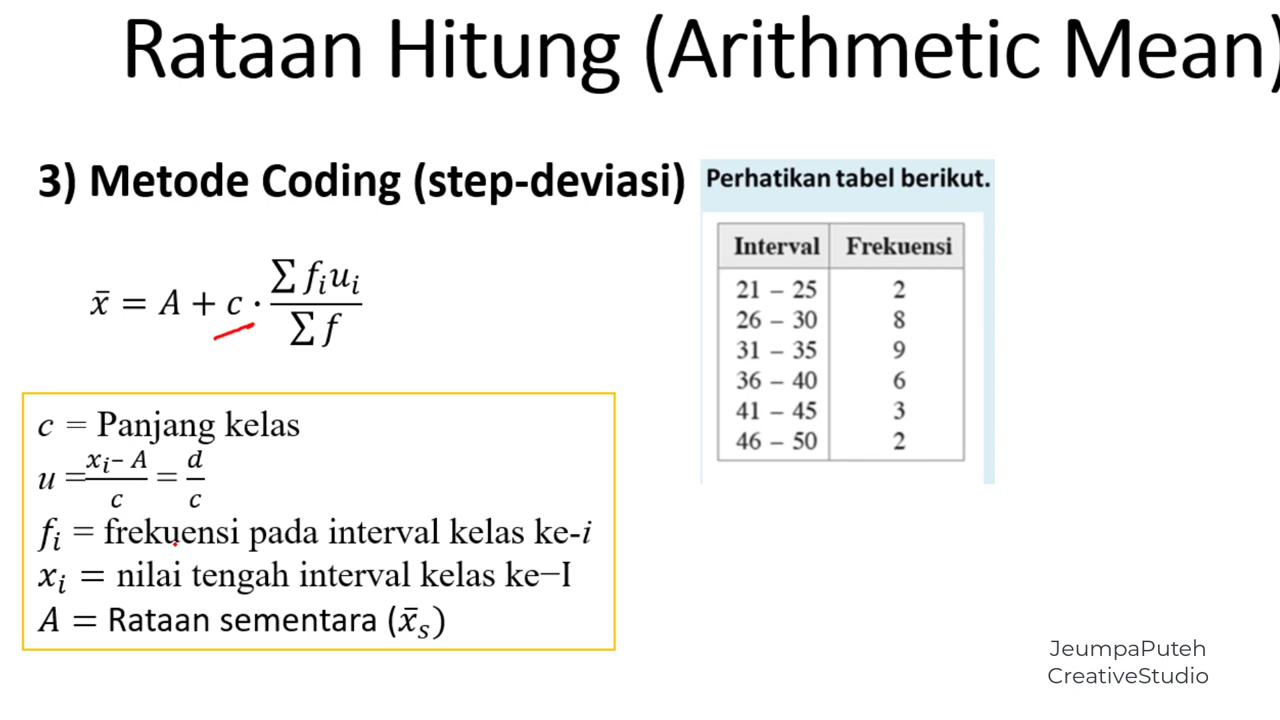 Rataan Hitung (Arithmetic Mean)
3) Metode Coding (step-deviasi)
x̄ = A + c · ∑ fᵢuᵢ / ∑ f
c = Panjang kelas
u = xᵢ− A / c = d / c
fᵢ = frekuensi pada interval kelas ke-i
xᵢ = nilai tengah interval kelas ke−I
A = Rataan sementara (x̄ₛ)
Perhatikan tabel berikut.
Interval Frekuensi
21 – 25 2
26 – 30 8
31 – 35 9
36 – 40 6
41 – 45 3
46 – 50 2
JeumpaPuteh
CreativeStudio